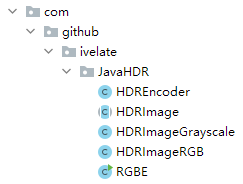 com
github
ivelate
JavaHDR
HDREncoder
HDRImage
HDRImageGrayscale
HDRImageRGB
RGBE